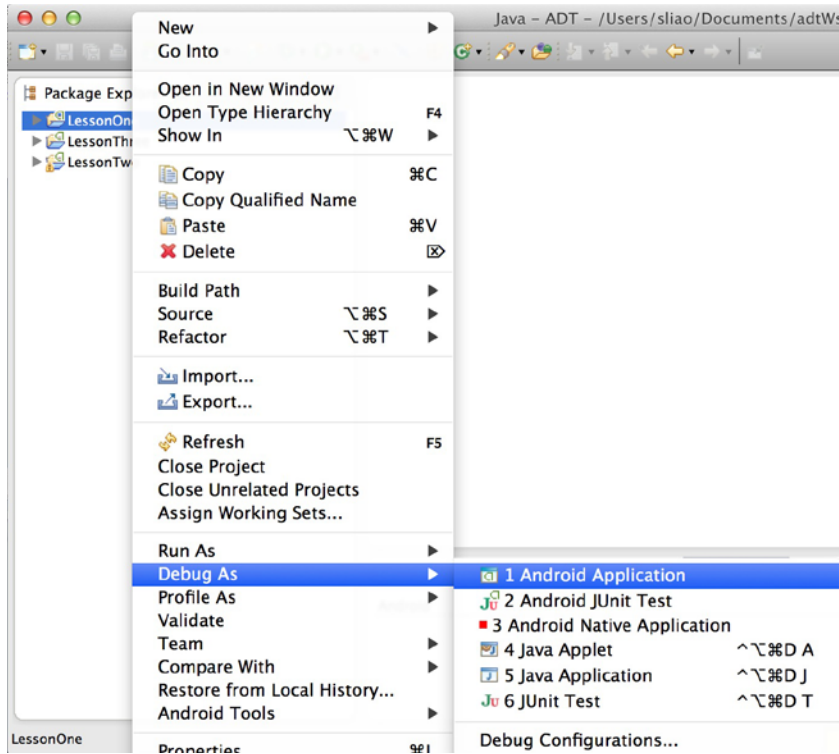 Java – ADT – /Users/sliao/Documents/adtWs
Package Exp
LessonOne
LessonThr
LessonTw
New
Go Into
Open in New Window
Open Type Hierarchy F4
Show In ⌥⌘W
Copy ⌘C
Copy Qualified Name
Paste ⌘V
Delete ⌦
Build Path
Source ⌥⌘S
Refactor ⌥⌘T
Import...
Export...
Refresh F5
Close Project
Close Unrelated Projects
Assign Working Sets...
Run As
Debug As
Profile As
Validate
Team
Compare With
Restore from Local History...
Android Tools
Properties ⌘I
1 Android Application
2 Android JUnit Test
3 Android Native Application
4 Java Applet ^⌥⌘D A
5 Java Application ^⌥⌘D J
6 JUnit Test ^⌥⌘D T
Debug Configurations...
LessonOne